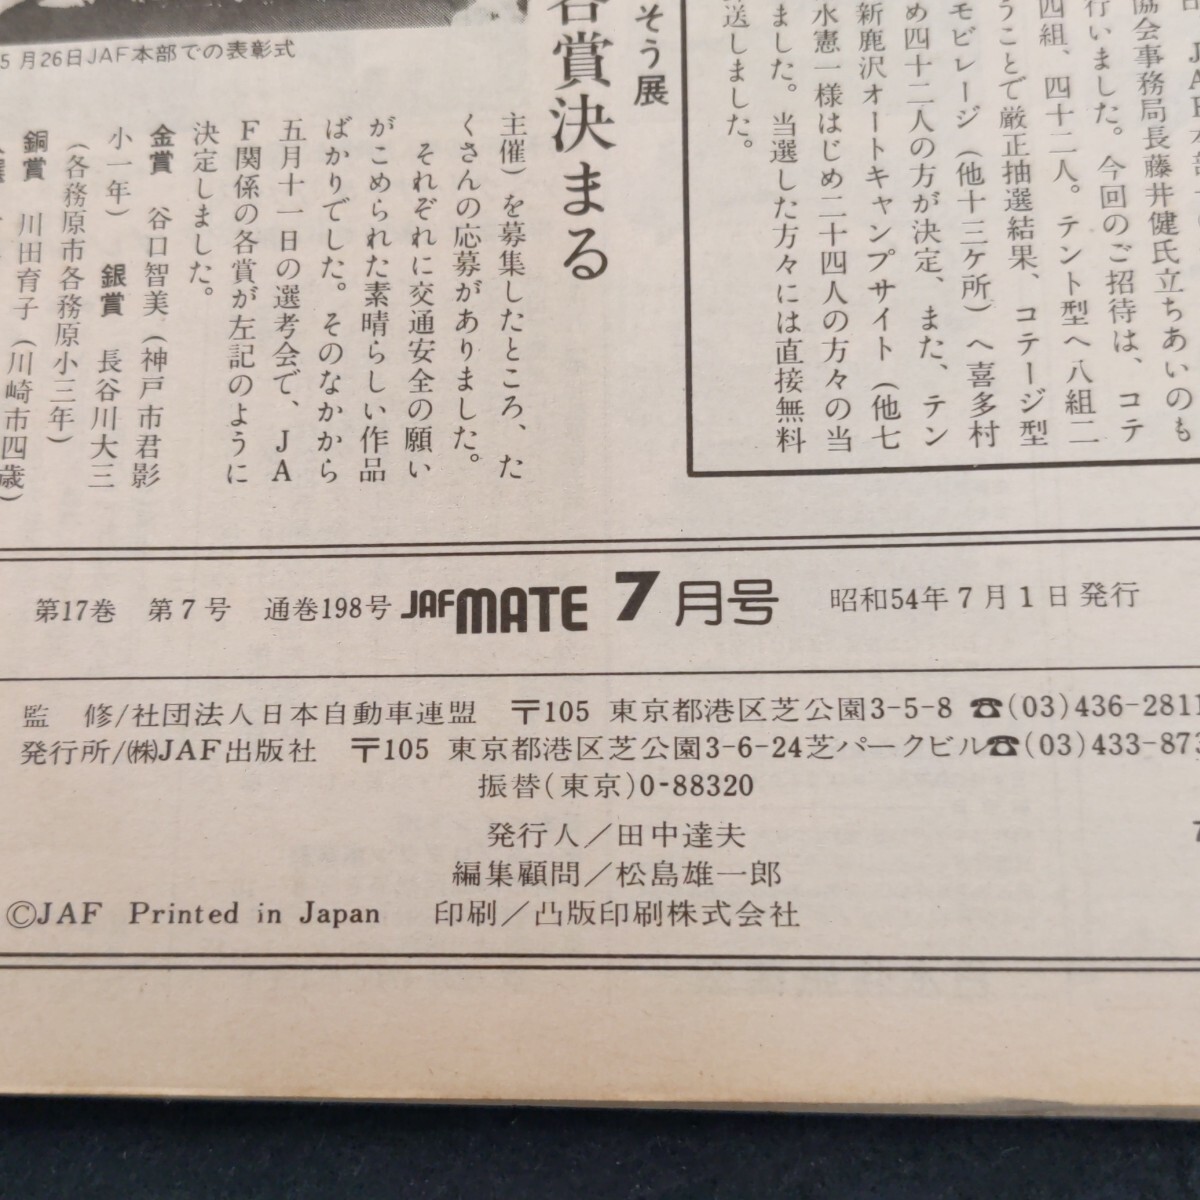 モビレージ（他十三ケ所）へ喜多村
め四十二人の方が決定、また、テン
新鹿沢オートキャンプサイト（他七
水憲一様はじめ二十四人の方々の当
ました。当選した方々には直接無料
送しました。
協会事務局長藤井健氏立ちあいのも
行いました。今回のご招待は、コテ
四組、四十二人。テント型へ八組二
うことで厳正抽選結果、コテージ型
そう展
各賞決まる
5月26日JAF本部での表彰式
主催）を募集したところ、た
くさんの応募がありました。
それぞれに交通安全の願い
がこめられた素晴らしい作品
ばかりでした。そのなかから
五月十一日の選考会で、JA
F関係の各賞が左記のように
決定しました。
金賞　谷口智美（神戸市君影
小一年）　銀賞　長谷川大三
（各務原市各務原小三年）
銅賞　川田育子（川崎市四歳）
第17巻　第7号　通巻198号 JAFMATE 7月号　昭和54年7月1日発行
監　修/社団法人日本自動車連盟　〒105 東京都港区芝公園3-5-8 ☎(03)436-2811
発行所/㈱JAF出版社　〒105 東京都港区芝公園3-6-24芝パークビル☎(03)433-873
振替(東京)0-88320
発行人／田中達夫
編集顧問／松島雄一郎
©JAF Printed in Japan　印刷／凸版印刷株式会社